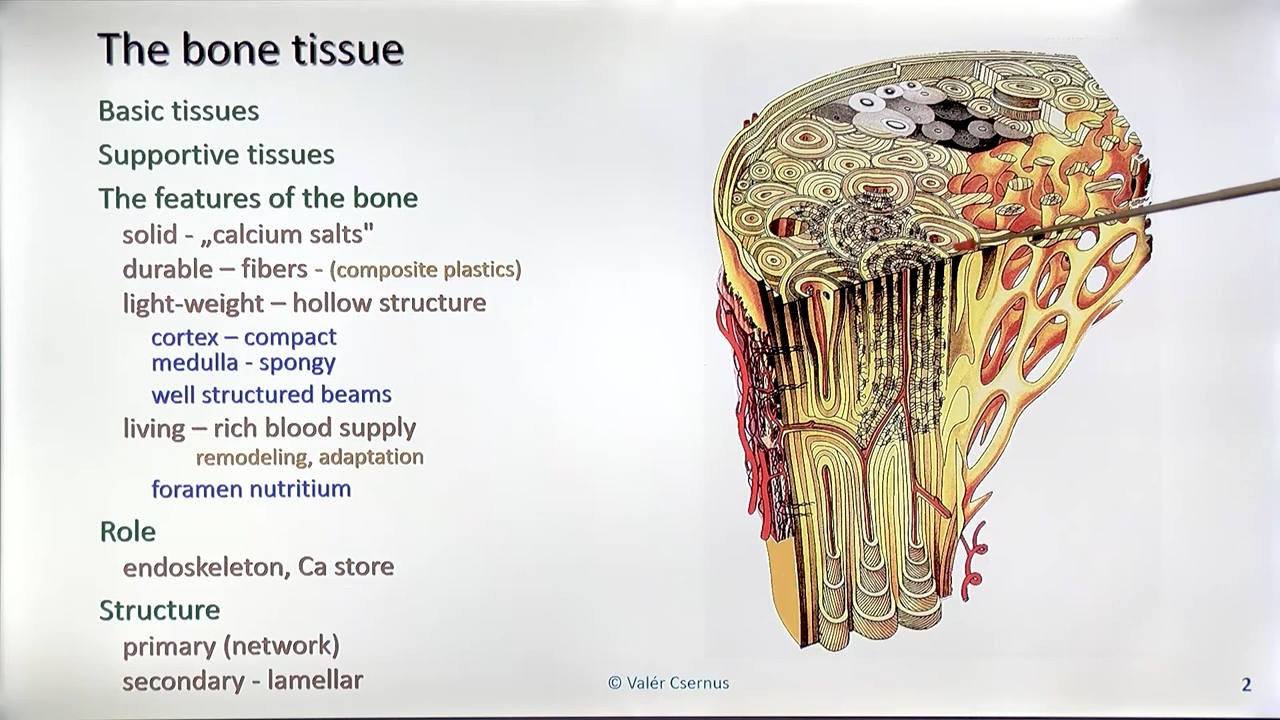 The bone tissue
Basic tissues
Supportive tissues
The features of the bone
solid - „calcium salts"
durable – fibers - (composite plastics)
light-weight – hollow structure
cortex – compact
medulla - spongy
well structured beams
living – rich blood supply
remodeling, adaptation
foramen nutritium
Role
endoskeleton, Ca store
Structure
primary (network)
secondary - lamellar
© Valér Csernus
2